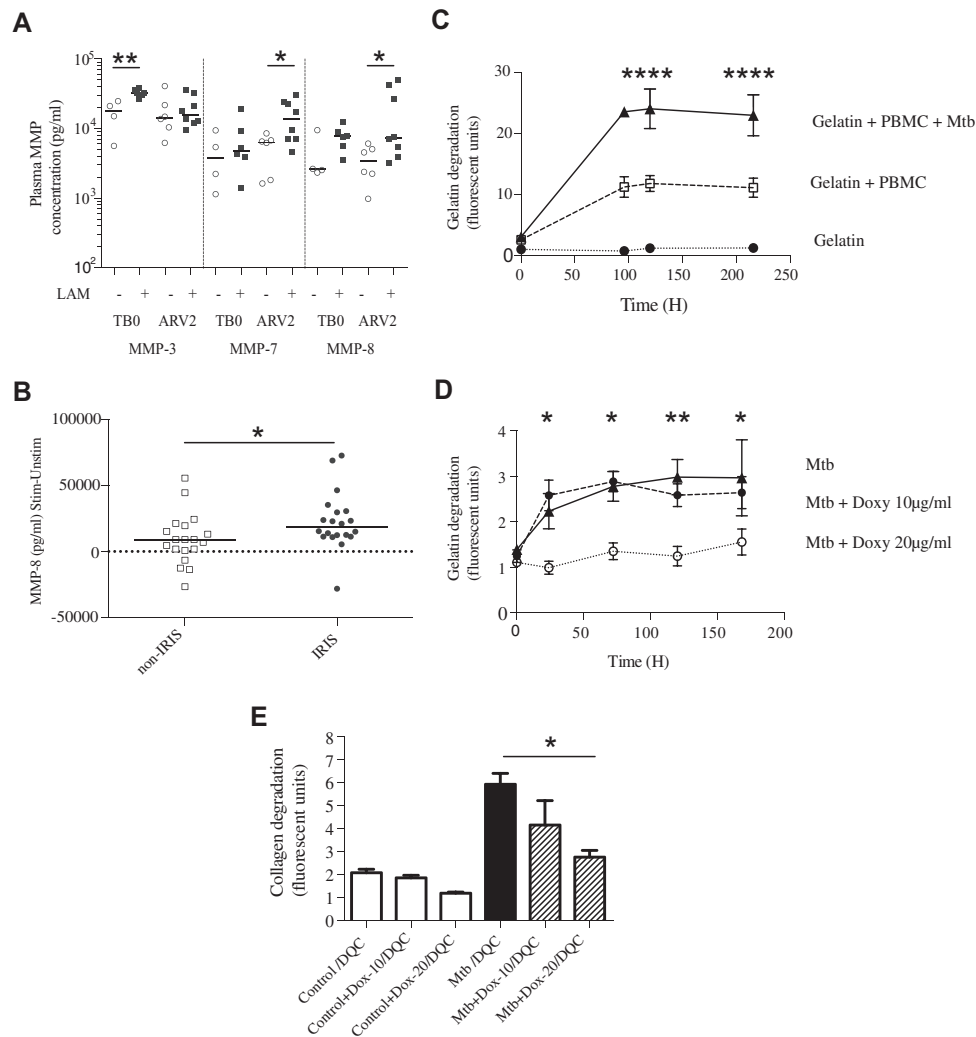 A
**
*
*
10^5
10^4
10^3
10^2
Plasma MMP
concentration (pg/ml)
LAM - + - + - + - + - + - +
TB0 ARV2 TB0 ARV2 TB0 ARV2
MMP-3 MMP-7 MMP-8
C
**** ****
30
20
10
0
Gelatin degradation
(fluorescent units)
0 50 100 150 200 250
Time (H)
Gelatin + PBMC + Mtb
Gelatin + PBMC
Gelatin
B
*
100000
50000
0
-50000
MMP-8 (pg/ml) Stim-Unstim
non-IRIS IRIS
D
* * ** *
4
3
2
1
0
Gelatin degradation
(fluorescent units)
0 50 100 150 200
Time (H)
Mtb
Mtb + Doxy 10µg/ml
Mtb + Doxy 20µg/ml
E
*
8
7
6
5
4
3
2
1
0
Collagen degradation
(fluorescent units)
Control /DQC
Control+Dox-10/DQC
Control+Dox-20/DQC
Mtb /DQC
Mtb+Dox-10/DQC
Mtb+Dox-20/DQC